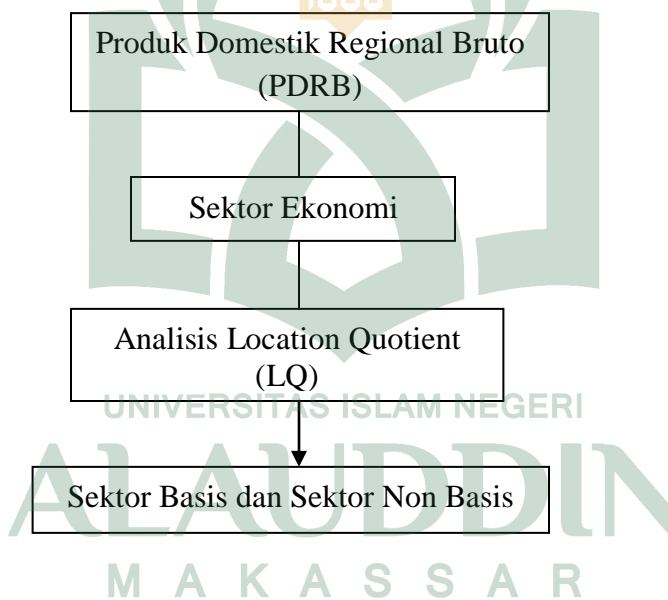 Produk Domestik Regional Bruto
(PDRB)
Sektor Ekonomi
Analisis Location Quotient
(LQ)
UNIVERSITAS ISLAM NEGERI
ALAUDDIN
Sektor Basis dan Sektor Non Basis
MAKASSAR